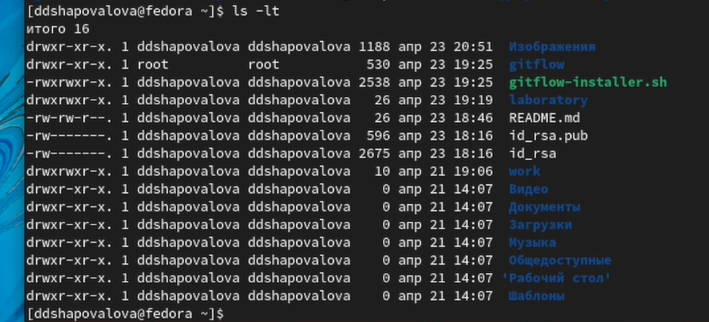 [ddshapovalova@fedora ~]$ ls -lt
итого 16
drwxr-xr-x. 1 ddshapovalova ddshapovalova 1188 апр 23 20:51 Изображения
drwxr-xr-x. 1 root root 530 апр 23 19:25 gitflow
-rwxrwxr-x. 1 ddshapovalova ddshapovalova 2538 апр 23 19:25 gitflow-installer.sh
drwxrwxr-x. 1 ddshapovalova ddshapovalova 26 апр 23 19:19 laboratory
-rw-rw-r--. 1 ddshapovalova ddshapovalova 26 апр 23 18:46 README.md
-rw-------. 1 ddshapovalova ddshapovalova 596 апр 23 18:16 id_rsa.pub
-rw-------. 1 ddshapovalova ddshapovalova 2675 апр 23 18:16 id_rsa
drwxrwxr-x. 1 ddshapovalova ddshapovalova 10 апр 21 19:06 work
drwxr-xr-x. 1 ddshapovalova ddshapovalova 0 апр 21 14:07 Видео
drwxr-xr-x. 1 ddshapovalova ddshapovalova 0 апр 21 14:07 Документы
drwxr-xr-x. 1 ddshapovalova ddshapovalova 0 апр 21 14:07 Загрузки
drwxr-xr-x. 1 ddshapovalova ddshapovalova 0 апр 21 14:07 Музыка
drwxr-xr-x. 1 ddshapovalova ddshapovalova 0 апр 21 14:07 Общедоступные
drwxr-xr-x. 1 ddshapovalova ddshapovalova 0 апр 21 14:07 'Рабочий стол'
drwxr-xr-x. 1 ddshapovalova ddshapovalova 0 апр 21 14:07 Шаблоны
[ddshapovalova@fedora ~]$